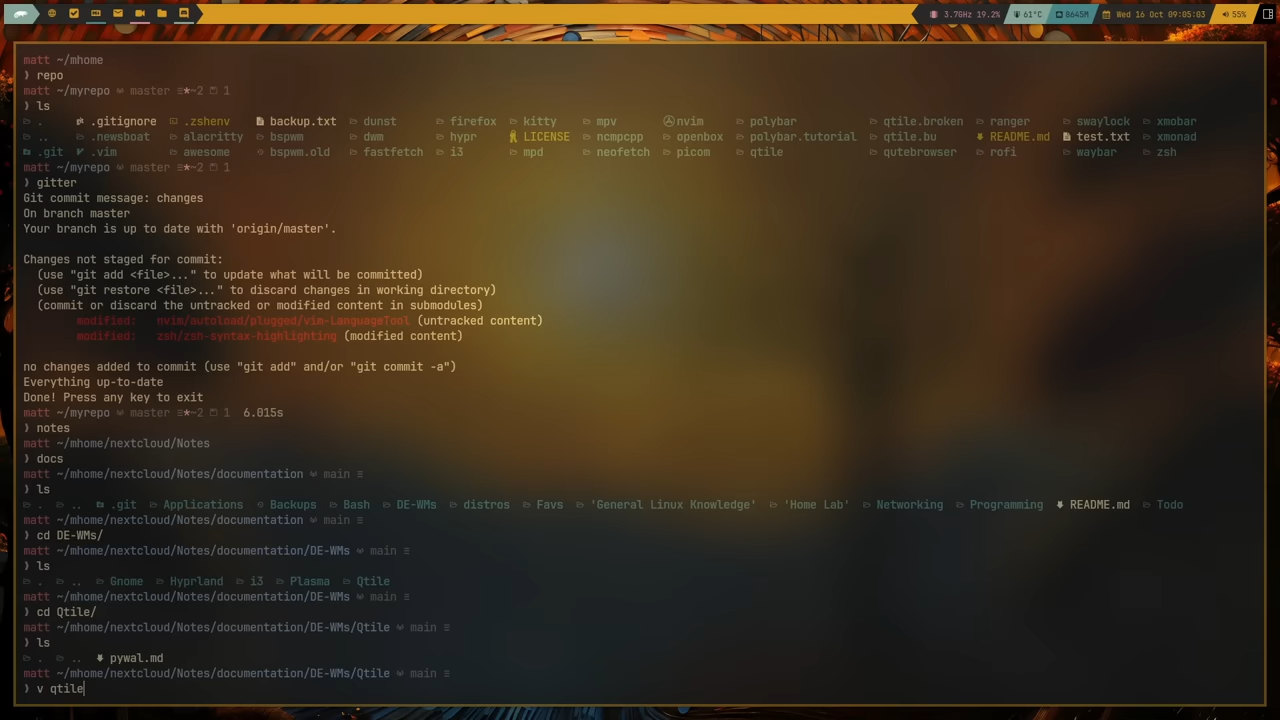 3.7GHz 19.2% 61°C 8645M Wed 16 Oct 09:05:03 55%
matt ~/mhome
❯ repo
matt ~/myrepo master ≡*~2 1
❯ ls
. .gitignore .zshenv backup.txt dunst firefox kitty mpv nvim polybar qtile.broken ranger swaylock xmobar
.. .newsboat alacritty bspwm dwm hypr LICENSE ncmpcpp openbox polybar.tutorial qtile.bu README.md test.txt xmonad
.git .vim awesome bspwm.old fastfetch i3 mpd neofetch picom qtile qutebrowser rofi waybar zsh
matt ~/myrepo master ≡*~2 1
❯ gitter
Git commit message: changes
On branch master
Your branch is up to date with 'origin/master'.
Changes not staged for commit:
(use "git add <file>..." to update what will be committed)
(use "git restore <file>..." to discard changes in working directory)
(commit or discard the untracked or modified content in submodules)
modified: nvim/autoload/plugged/vim-LanguageTool (untracked content)
modified: zsh/zsh-syntax-highlighting (modified content)
no changes added to commit (use "git add" and/or "git commit -a")
Everything up-to-date
Done! Press any key to exit
matt ~/myrepo master ≡*~2 1 6.015s
❯ notes
matt ~/mhome/nextcloud/Notes
❯ docs
matt ~/mhome/nextcloud/Notes/documentation main ≡
❯ ls
. .. .git Applications Backups Bash DE-WMs distros Favs 'General Linux Knowledge' 'Home Lab' Networking Programming README.md Todo
matt ~/mhome/nextcloud/Notes/documentation main ≡
❯ cd DE-WMs/
matt ~/mhome/nextcloud/Notes/documentation/DE-WMs main ≡
❯ ls
. .. Gnome Hyprland i3 Plasma Qtile
matt ~/mhome/nextcloud/Notes/documentation/DE-WMs main ≡
❯ cd Qtile/
matt ~/mhome/nextcloud/Notes/documentation/DE-WMs/Qtile main ≡
❯ ls
. .. pywal.md
matt ~/mhome/nextcloud/Notes/documentation/DE-WMs/Qtile main ≡
❯ v qtile